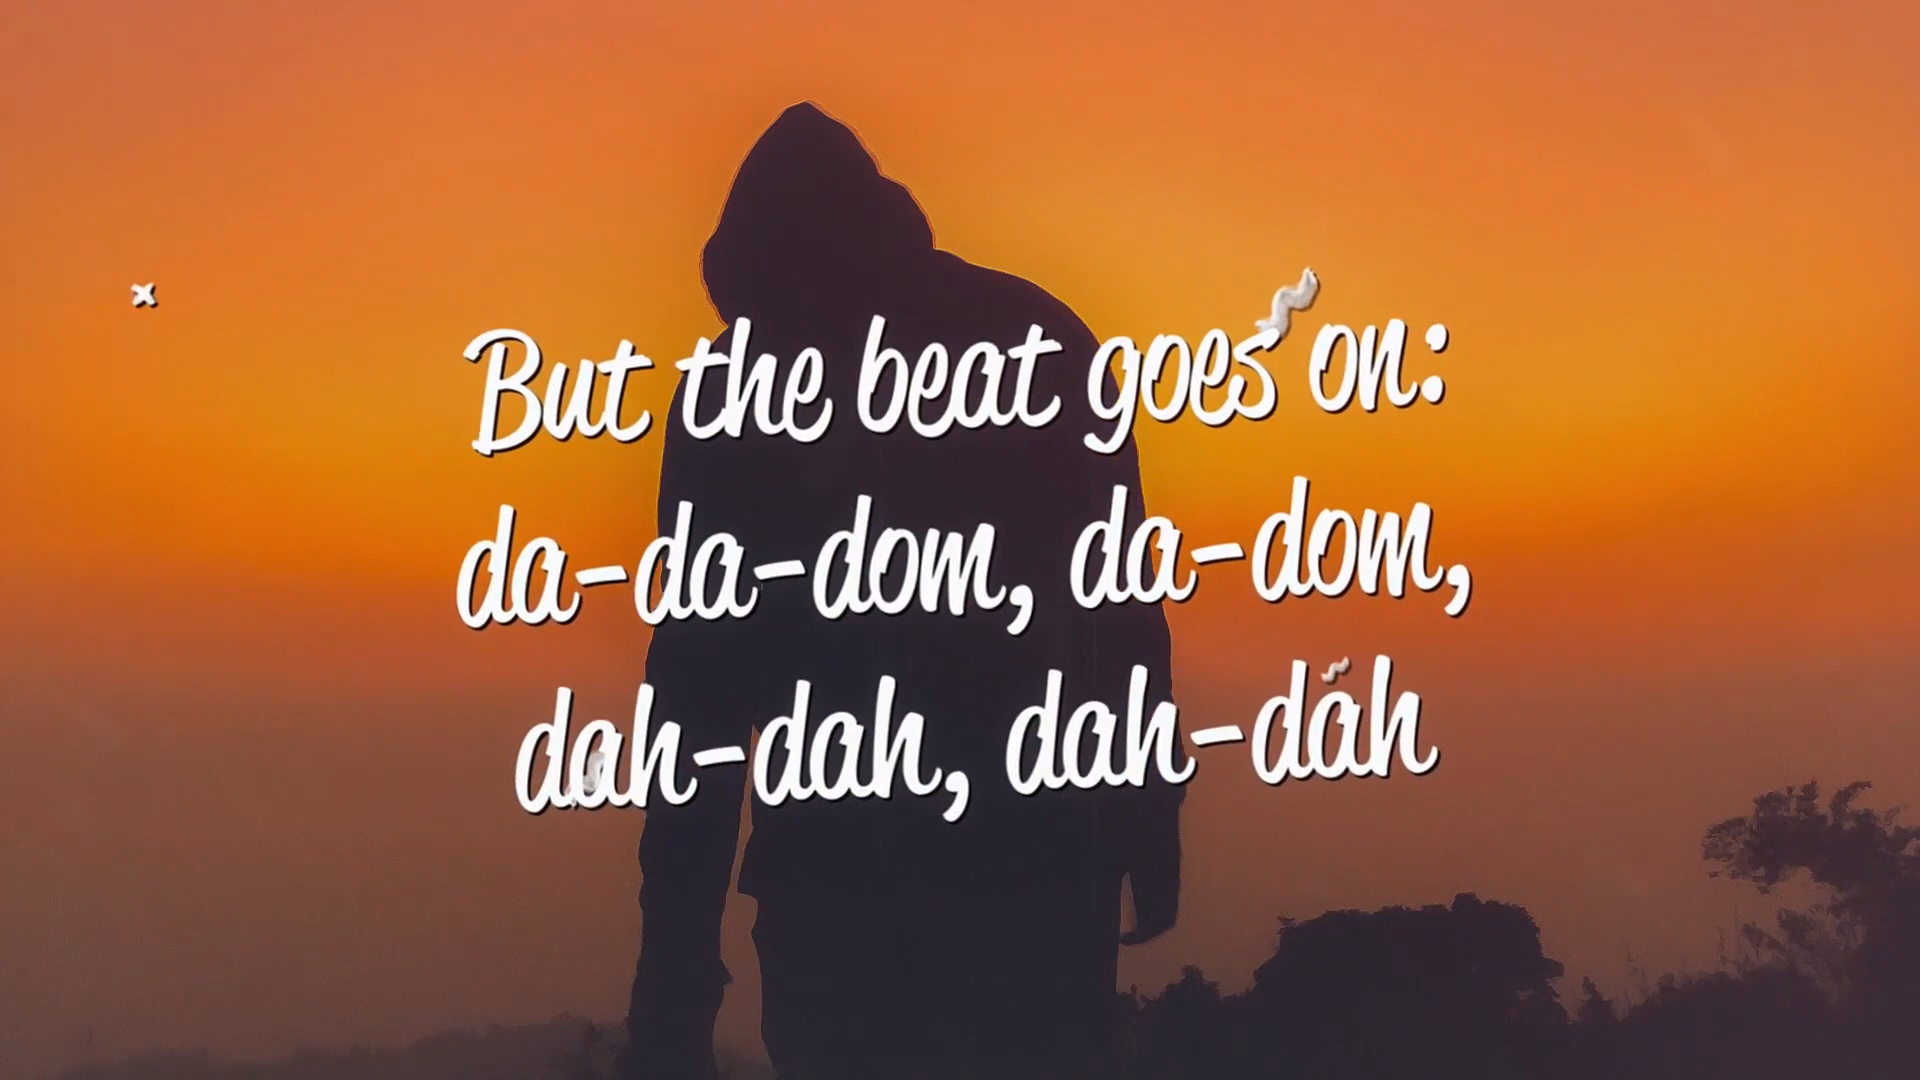 But the beat goes on:
da-da-dom, da-dom,
dah-dah, dah-dah